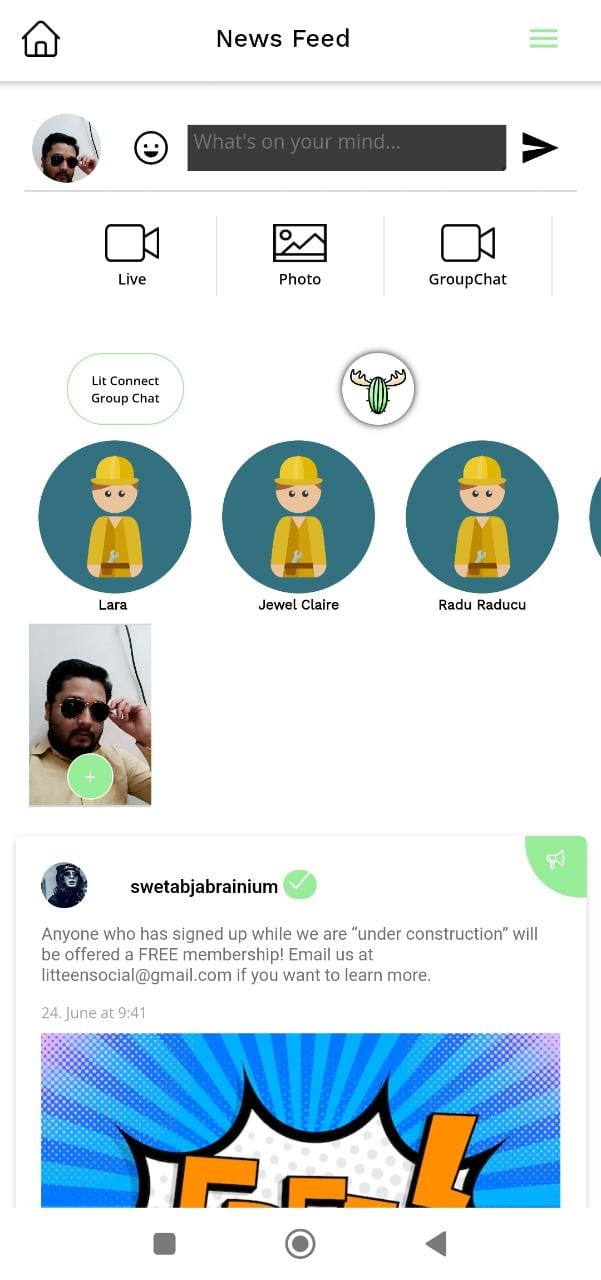 News Feed
What's on your mind...
Live
Photo
GroupChat
Lit Connect
Group Chat
Lara
Jewel Claire
Radu Raducu
+
swetabjabrainium
Anyone who has signed up while we are “under construction” will
be offered a FREE membership! Email us at
litteensocial@gmail.com if you want to learn more.
24. June at 9:41